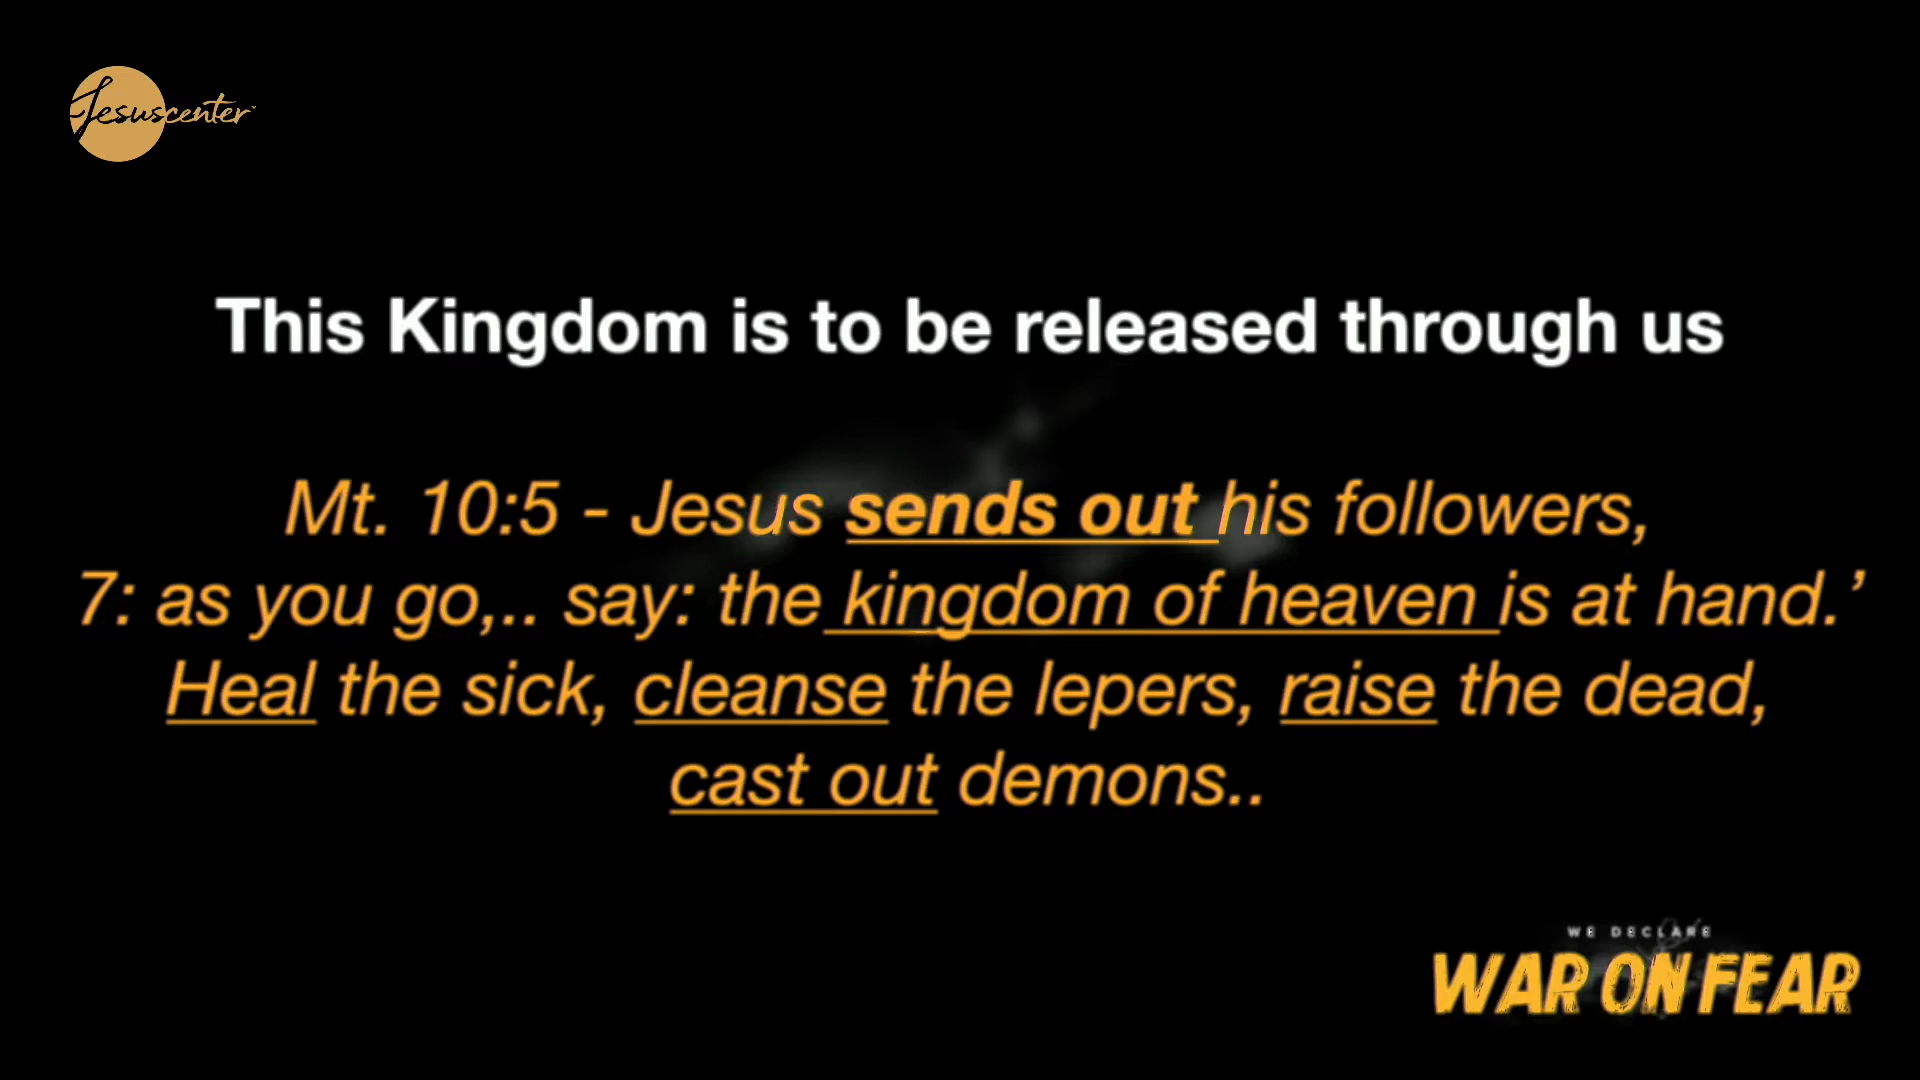 Jesuscenter
This Kingdom is to be released through us
Mt. 10:5 - Jesus sends out his followers,
7: as you go,.. say: the kingdom of heaven is at hand.’
Heal the sick, cleanse the lepers, raise the dead,
cast out demons..
WE DECLARE
WAR ON FEAR